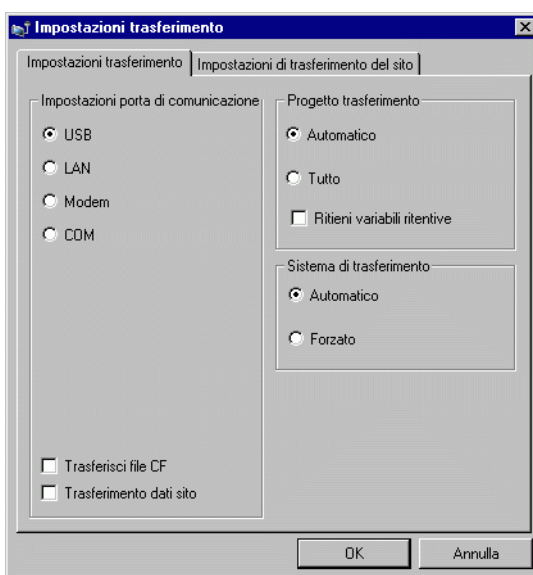 Impostazioni trasferimento
Impostazioni trasferimento
Impostazioni di trasferimento del sito
Impostazioni porta di comunicazione
USB
LAN
Modem
COM
Trasferisci file CF
Trasferimento dati sito
Progetto trasferimento
Automatico
Tutto
Ritieni variabili ritentive
Sistema di trasferimento
Automatico
Forzato
OK
Annulla